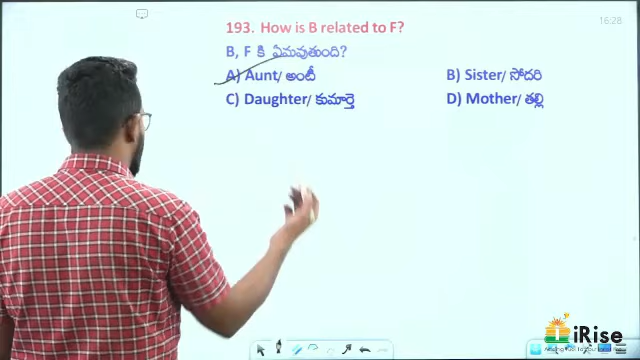 16:28
193. How is B related to F?
B, F కి ఏమవుతుంది?
A) Aunt/ అంటీ
B) Sister/ సోదరి
C) Daughter/ కుమార్తె
D) Mother/ తల్లి
iRise